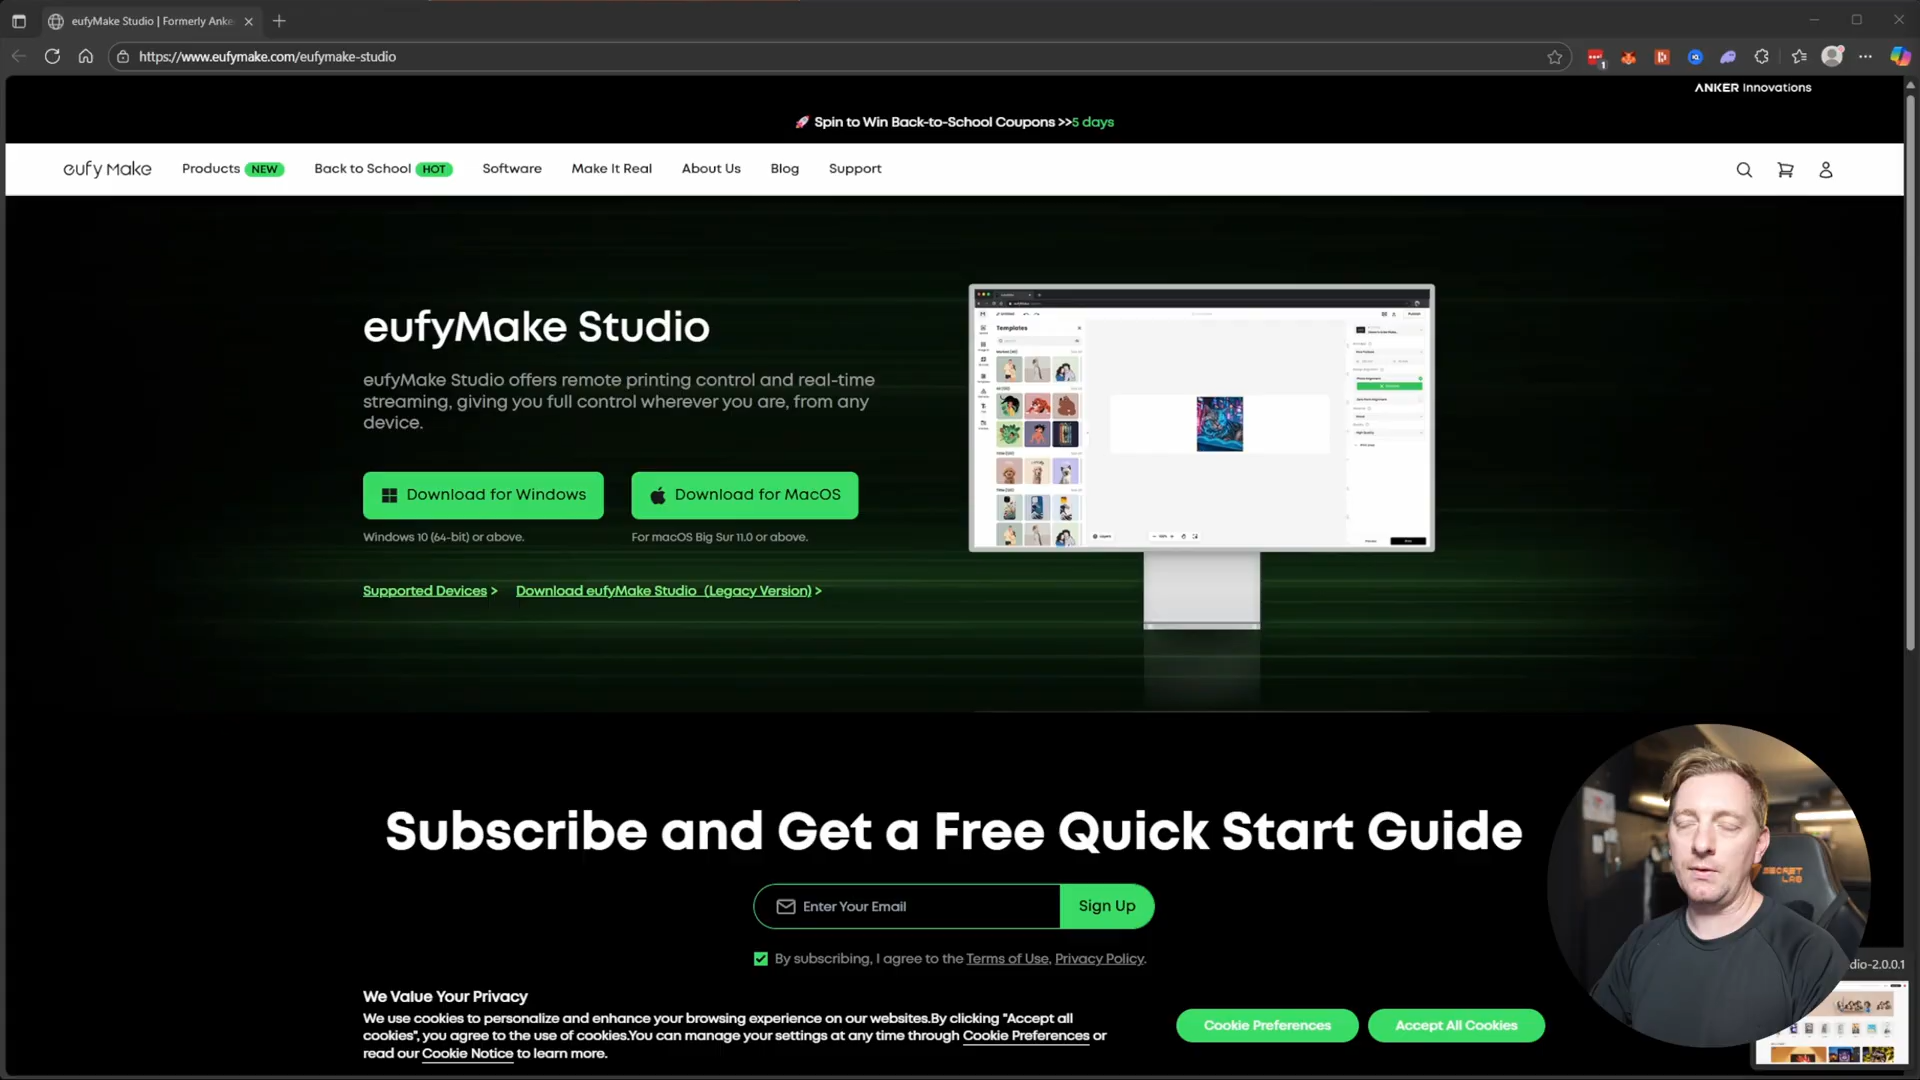 eufyMake Studio | Formerly Anke
https://www.eufymake.com/eufymake-studio
ANKER Innovations
🚀 Spin to Win Back-to-School Coupons >>5 days
eufy Make
Products NEW
Back to School HOT
Software
Make It Real
About Us
Blog
Support
eufyMake Studio
eufyMake Studio offers remote printing control and real-time
streaming, giving you full control wherever you are, from any
device.
Download for Windows
Download for MacOS
Windows 10 (64-bit) or above.
For macOS Big Sur 11.0 or above.
Supported Devices >
Download eufyMake Studio (Legacy Version) >
Templates
Subscribe and Get a Free Quick Start Guide
Enter Your Email
Sign Up
By subscribing, I agree to the Terms of Use, Privacy Policy.
SECRET
LAB
dio-2.0.0.1
We Value Your Privacy
We use cookies to personalize and enhance your browsing experience on our websites.By clicking "Accept all
cookies", you agree to the use of cookies.You can manage your settings at any time through Cookie Preferences or
read our Cookie Notice to learn more.
Cookie Preferences
Accept All Cookies